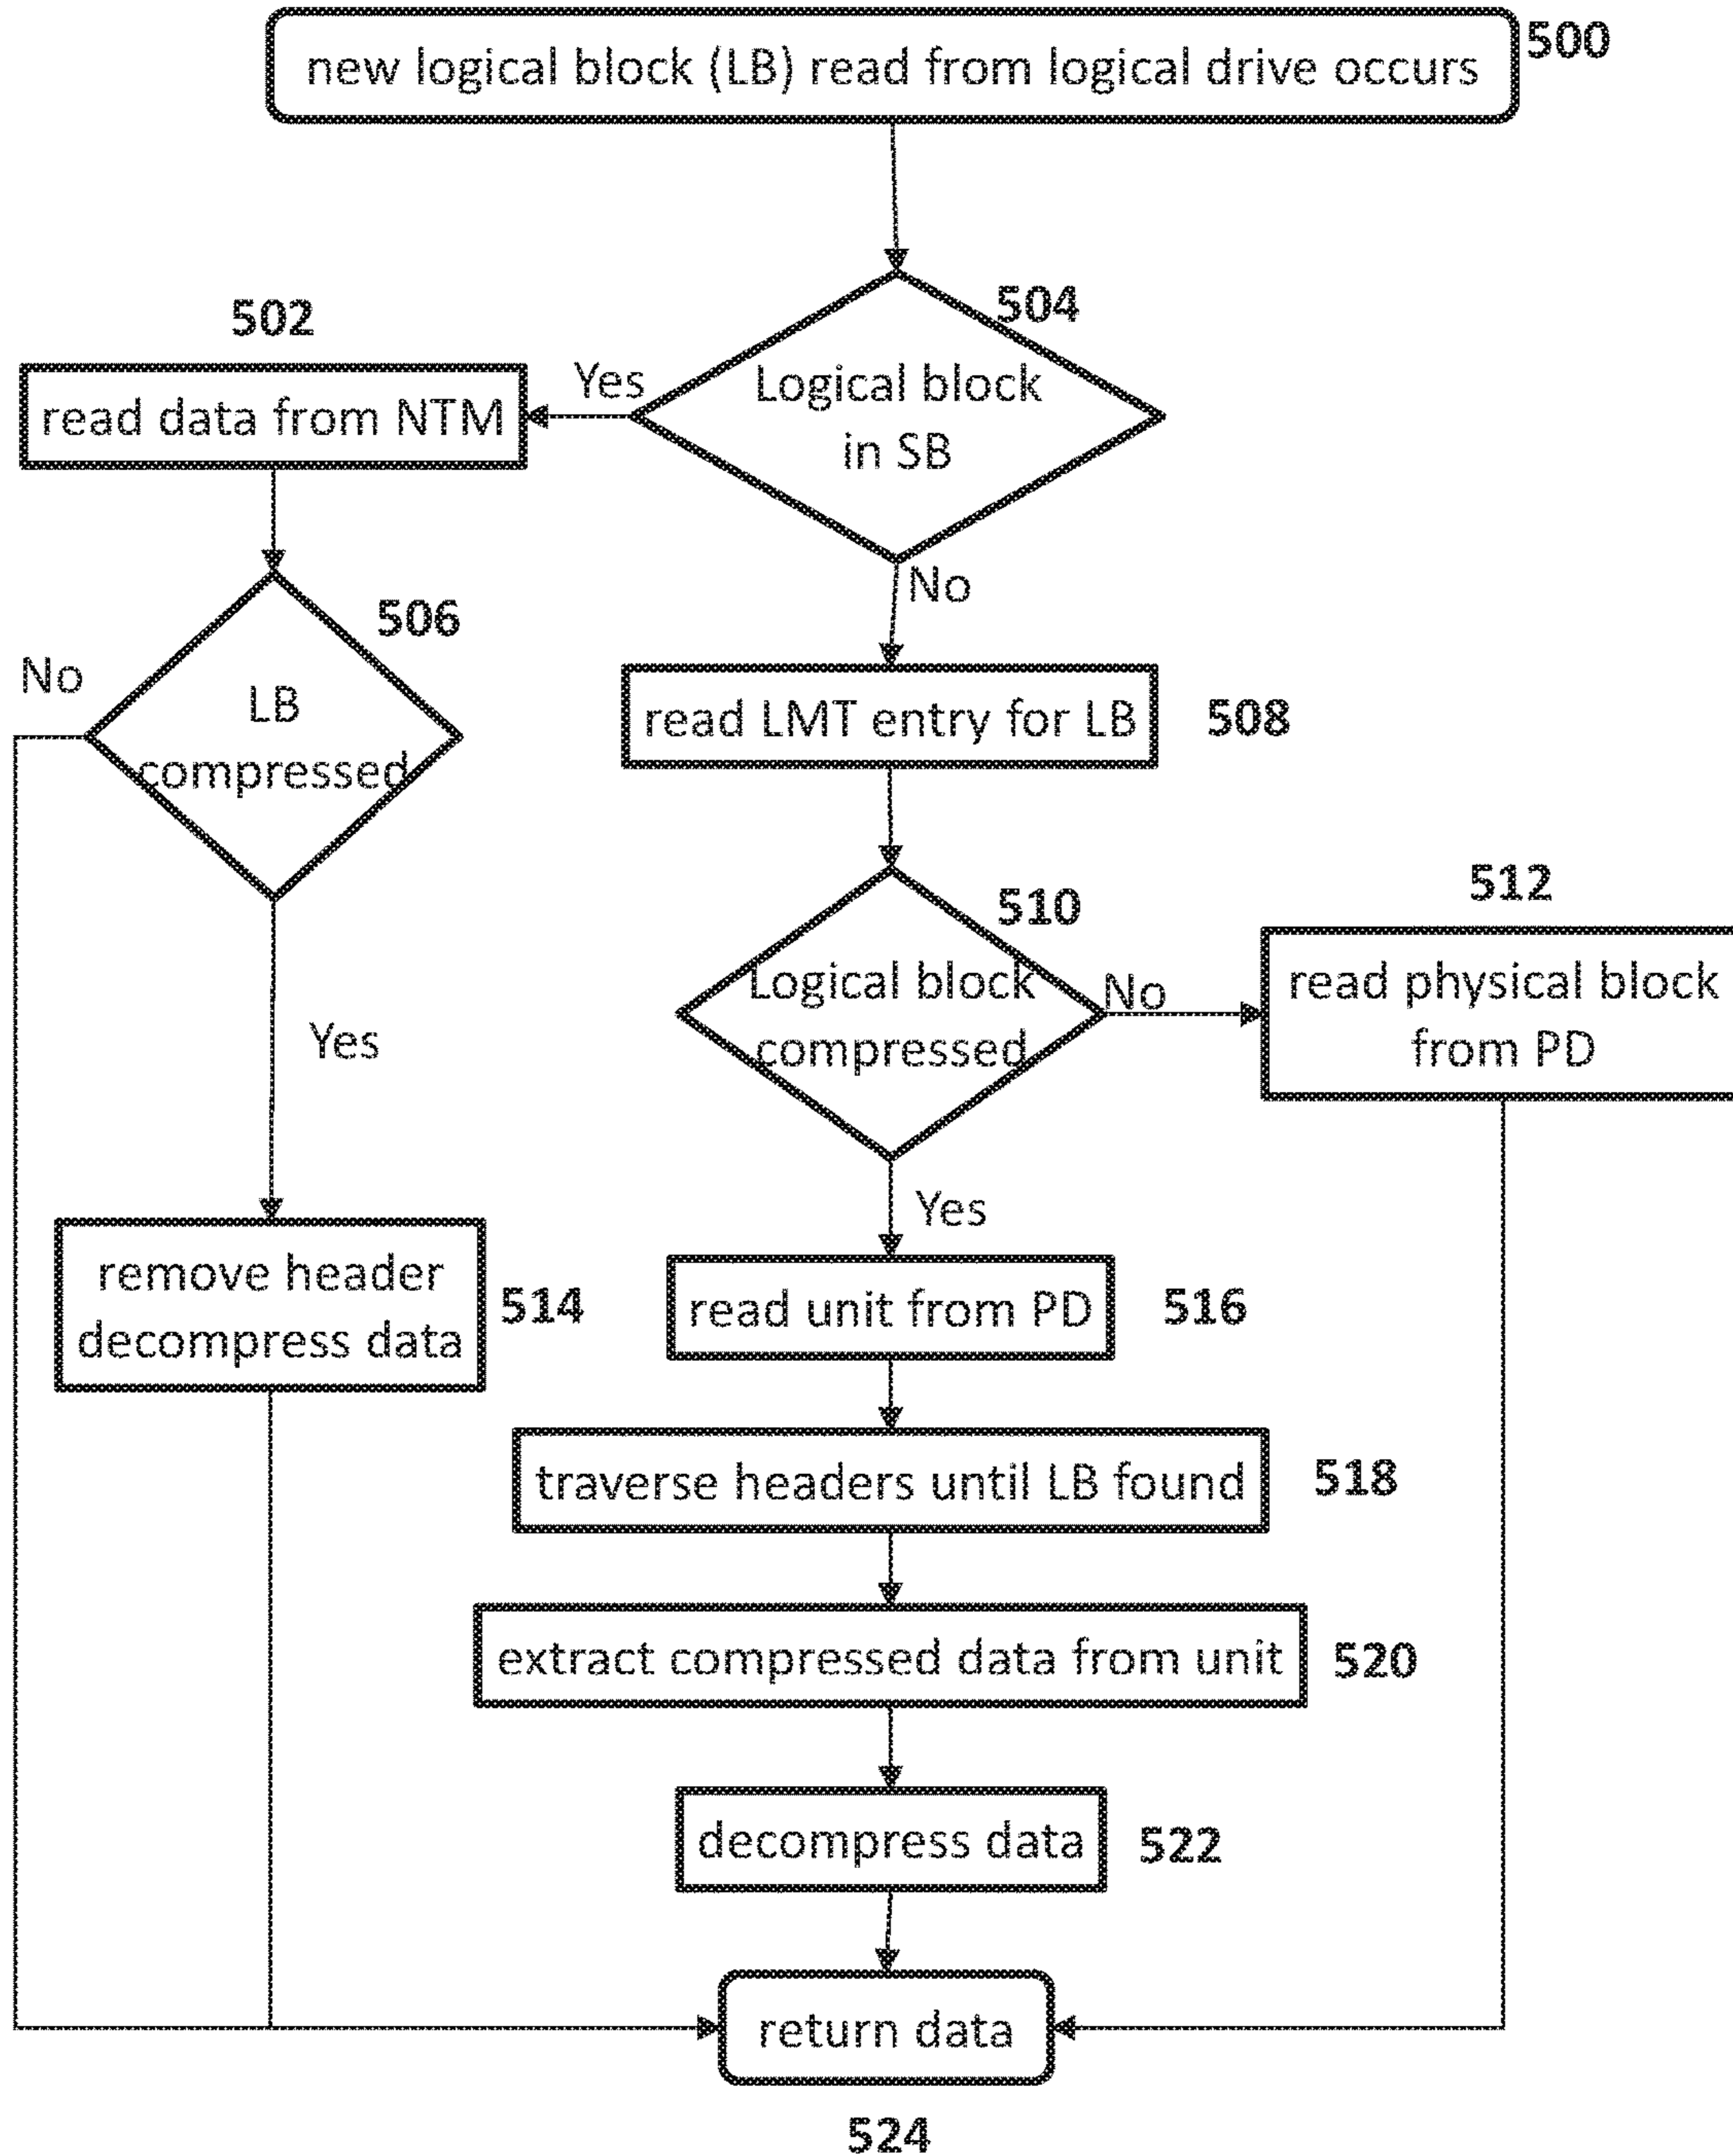 new logical block (LB) read from logical drive occurs
500
504
Logical block
in SB
Yes
No
502
read data from NTM
506
LB
compressed
No
Yes
read LMT entry for LB
508
510
Logical block
compressed
No
Yes
512
read physical block
from PD
remove header
decompress data
514
read unit from PD
516
traverse headers until LB found
518
extract compressed data from unit
520
decompress data
522
return data
524